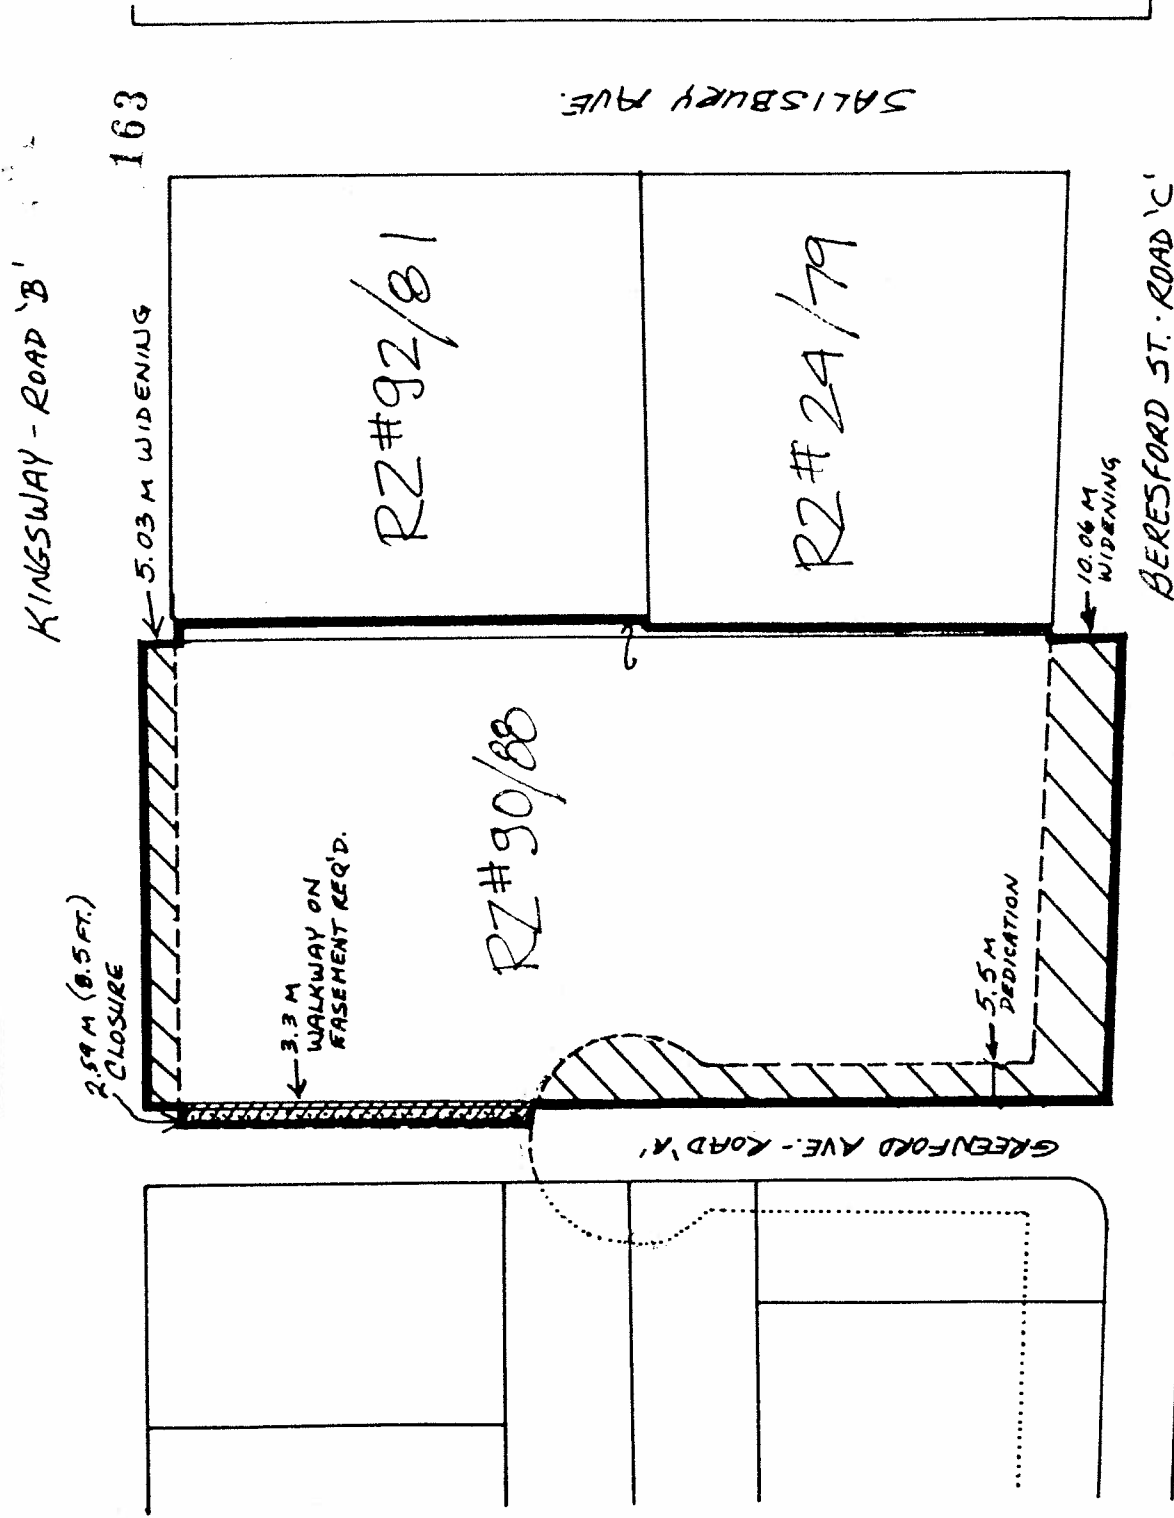 163
SALISBURY AVE.
KINGSWAY - ROAD 'B'
5.03 M WIDENING
RZ#92/81
RZ#24/79
10.06 M
WIDENING
BERESFORD ST. - ROAD 'C'
2.59 M (8.5 FT.)
CLOSURE
3.3 M
WALKWAY ON
EASEMENT REQ'D.
RZ#90/88
5.5 M
DEDICATION
GREENFORD AVE. - ROAD 'A'